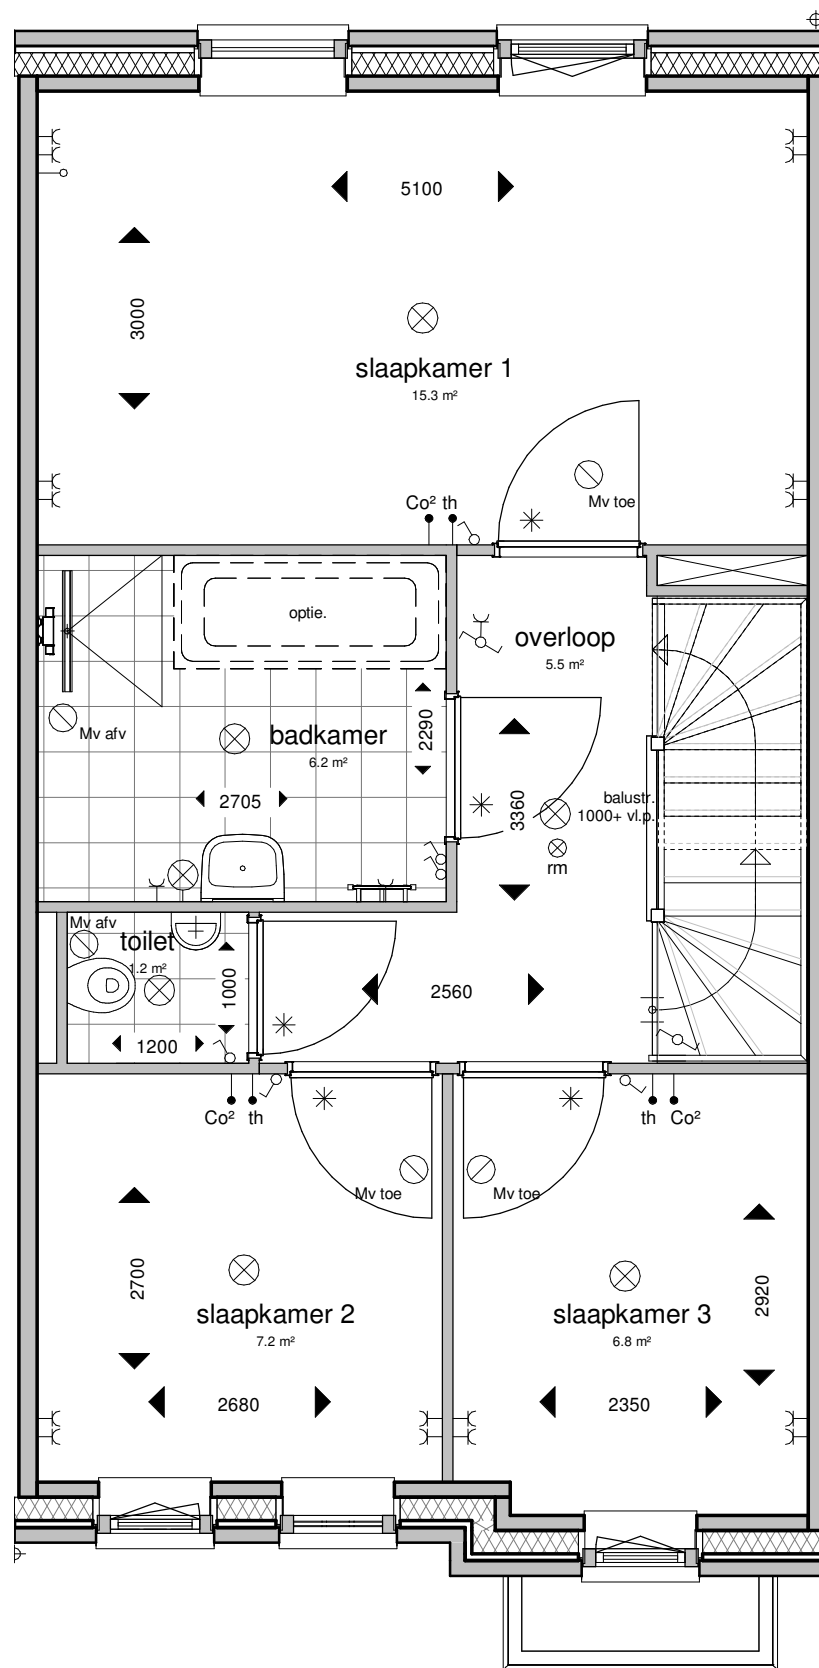 5100
3000
slaapkamer 1
15.3 m²
Co² th
Mv toe
optie.
overloop
5.5 m²
Mv afv
badkamer
6.2 m²
2290
2705
3360
balustr.
1000+ vl.p.
rm
Mv afv
toilet
1.2 m²
1000
1200
2560
Co² th
th Co²
Mv toe
Mv toe
2700
slaapkamer 2
7.2 m²
2680
slaapkamer 3
6.8 m²
2920
2350